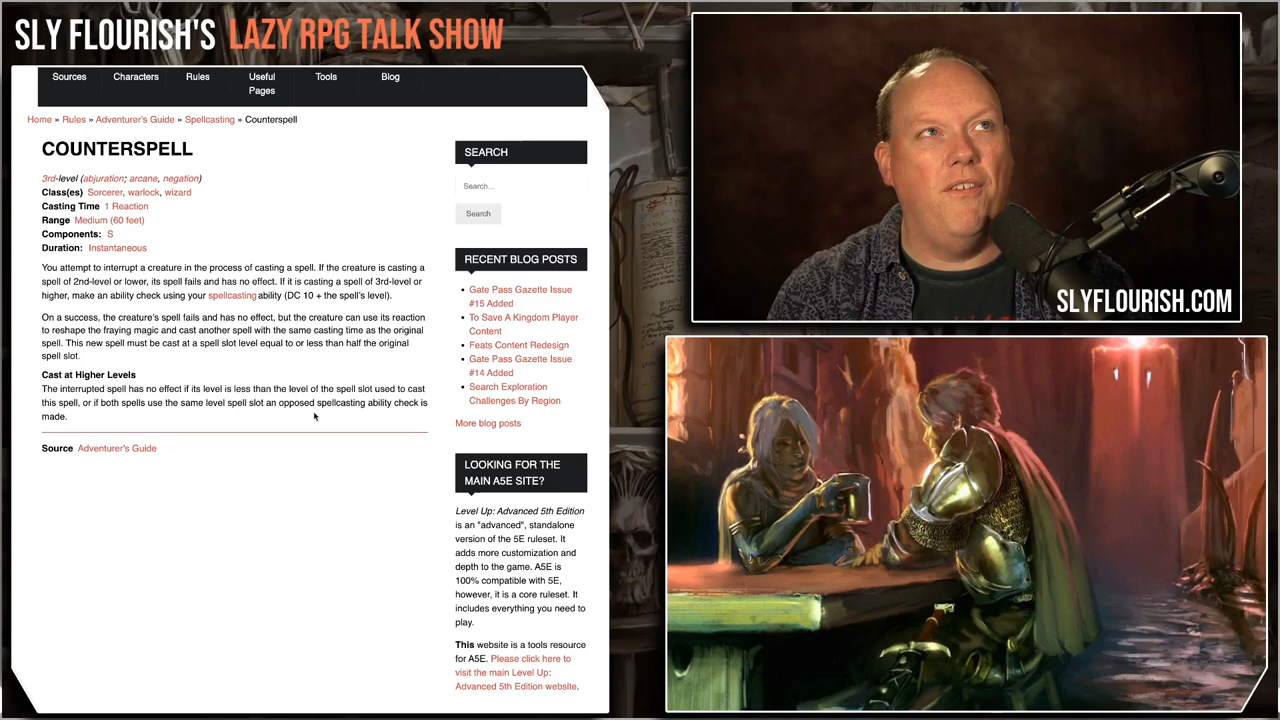 SLY FLOURISH'S LAZY RPG TALK SHOW
Sources Characters Rules Useful Pages Tools Blog
Home » Rules » Adventurer's Guide » Spellcasting » Counterspell
COUNTERSPELL
3rd-level (abjuration; arcane, negation)
Class(es) Sorcerer, warlock, wizard
Casting Time 1 Reaction
Range Medium (60 feet)
Components: S
Duration: Instantaneous
You attempt to interrupt a creature in the process of casting a spell. If the creature is casting a
spell of 2nd-level or lower, its spell fails and has no effect. If it is casting a spell of 3rd-level or
higher, make an ability check using your spellcasting ability (DC 10 + the spell's level).
On a success, the creature's spell fails and has no effect, but the creature can use its reaction
to reshape the fraying magic and cast another spell with the same casting time as the original
spell. This new spell must be cast at a spell slot level equal to or less than half the original
spell slot.
Cast at Higher Levels
The interrupted spell has no effect if its level is less than the level of the spell slot used to cast
this spell, or if both spells use the same level spell slot an opposed spellcasting ability check is
made.
Source Adventurer's Guide
SEARCH
Search...
Search
RECENT BLOG POSTS
Gate Pass Gazette Issue
#15 Added
To Save A Kingdom Player
Content
Feats Content Redesign
Gate Pass Gazette Issue
#14 Added
Search Exploration
Challenges By Region
More blog posts
LOOKING FOR THE
MAIN A5E SITE?
Level Up: Advanced 5th Edition
is an "advanced", standalone
version of the 5E ruleset. It
adds more customization and
depth to the game. A5E is
100% compatible with 5E,
however, it is a core ruleset. It
includes everything you need to
play.
This website is a tools resource
for A5E. Please click here to
visit the main Level Up:
Advanced 5th Edition website.
SLYFLOURISH.COM